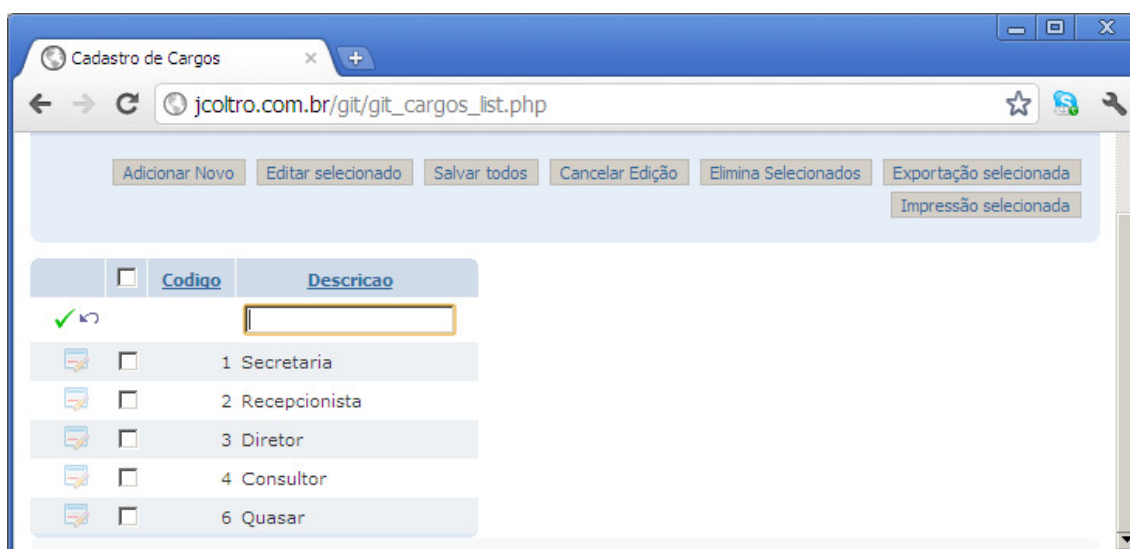 Cadastro de Cargos
jcoltro.com.br/git/git_cargos_list.php
Adicionar Novo Editar selecionado Salvar todos Cancelar Edição Elimina Selecionados Exportação selecionada
Impressão selecionada
Codigo Descricao
1 Secretaria
2 Recepcionista
3 Diretor
4 Consultor
6 Quasar